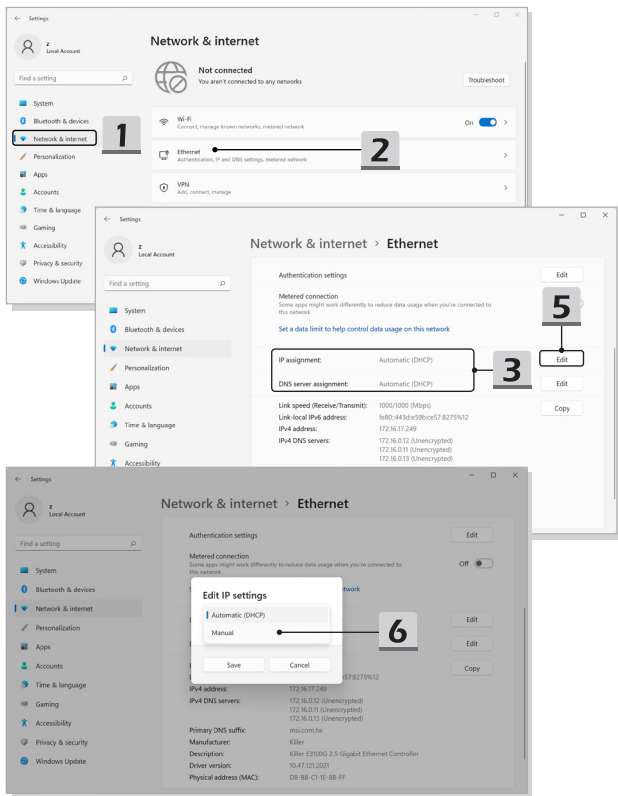 ← Settings
Z
Local Account
Find a setting
System
Bluetooth & devices
Network & internet
Personalization
Apps
Accounts
Time & language
Gaming
Accessibility
Privacy & security
Windows Update
1
Network & internet
Not connected
You aren't connected to any networks
Troubleshoot
Wi-Fi
Connect, manage known networks, metered network
On
Ethernet
Authentication, IP and DNS settings, metered network
2
VPN
Add, connect, manage
← Settings
Z
Local Account
Find a setting
System
Bluetooth & devices
Network & internet
Personalization
Apps
Accounts
Time & language
Gaming
Accessibility
Network & internet > Ethernet
Authentication settings Edit
Metered connection
Some apps might work differently to reduce data usage when you're connected to
this network
5
Set a data limit to help control data usage on this network
IP assignment: Automatic (DHCP) Edit
3
DNS server assignment: Automatic (DHCP) Edit
Link speed (Receive/Transmit): 1000/1000 (Mbps) Copy
Link-local IPv6 address: fe80::443d:e59b:ce57:8275%12
IPv4 address: 172.16.17.249
IPv4 DNS servers: 172.16.0.12 (Unencrypted)
172.16.0.11 (Unencrypted)
172.16.0.13 (Unencrypted)
← Settings
Z
Local Account
Find a setting
System
Bluetooth & devices
Network & internet
Personalization
Apps
Accounts
Time & language
Gaming
Accessibility
Privacy & security
Windows Update
Network & internet > Ethernet
Authentication settings Edit
Metered connection
Some apps might work differently to reduce data usage when you're connected to
this network
Off
Edit IP settings
Automatic (DHCP)
Manual
6
Save Cancel
Edit
Edit
Copy
e57:8275%12
IPv4 address: 172.16.17.249
IPv4 DNS servers: 172.16.0.12 (Unencrypted)
172.16.0.11 (Unencrypted)
172.16.0.13 (Unencrypted)
Primary DNS suffix: msi.com.tw
Manufacturer: Killer
Description: Killer E3100G 2.5 Gigabit Ethernet Controller
Driver version: 10.47.121.2021
Physical address (MAC): D8-BB-C1-1E-BB-FF